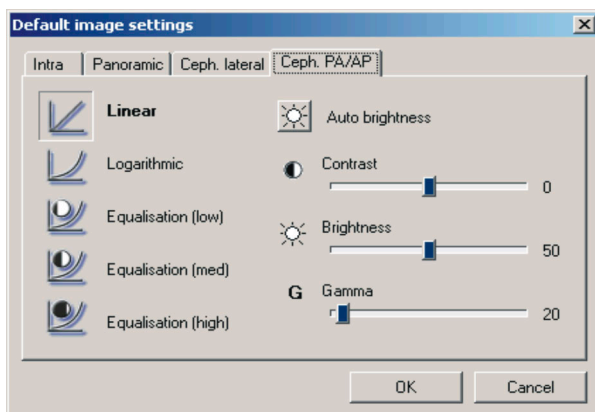 Default image settings
Intra
Panoramic
Ceph. lateral
Ceph. PA/AP
Linear
Logarithmic
Equalisation (low)
Equalisation (med)
Equalisation (high)
Auto brightness
Contrast
0
Brightness
50
G
Gamma
20
OK
Cancel